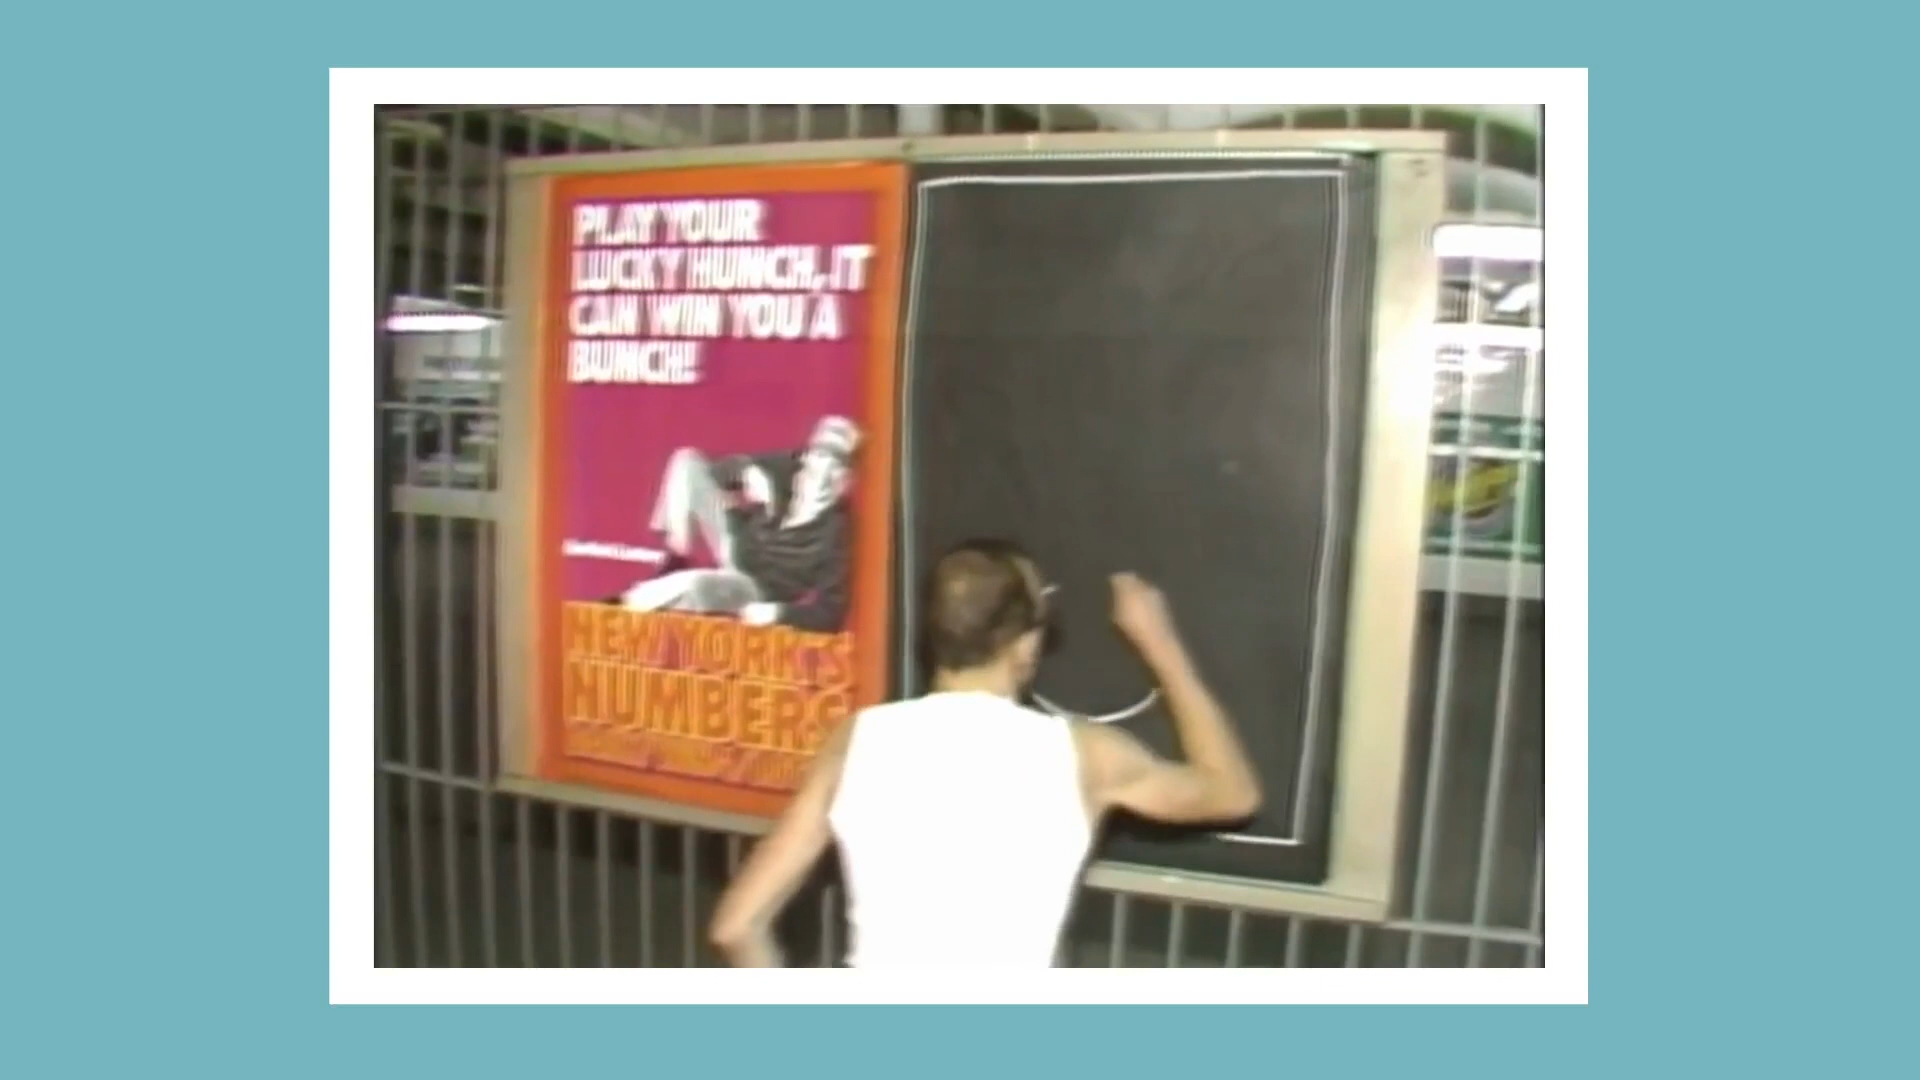 PLAY YOUR
LUCKY HUNCH, IT
CAN WIN YOU A
BUNCH!
NEW YORK'S
NUMBERS